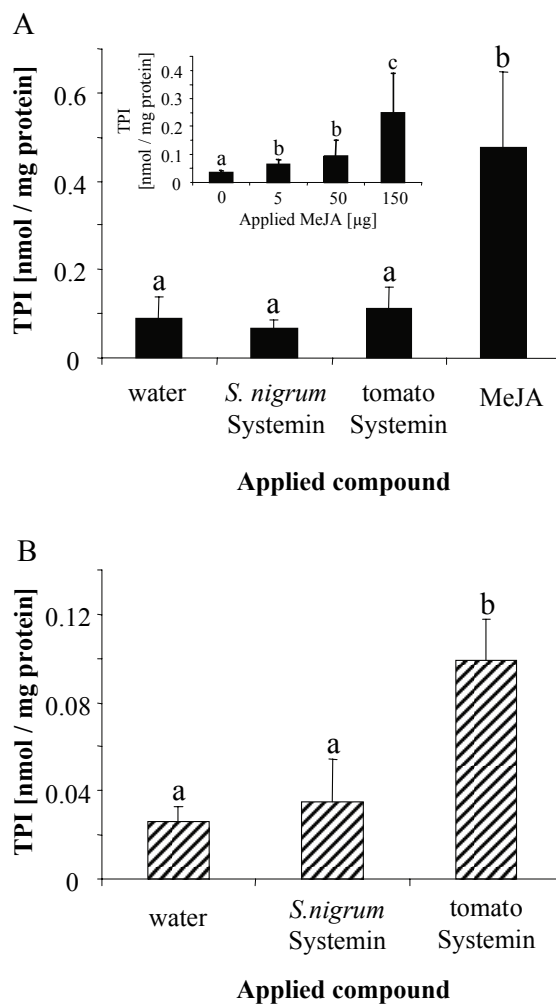 A
TPI [nmol / mg protein]
0.6
0.4
0.2
0
a
a
a
b
water
S. nigrum
Systemin
tomato
Systemin
MeJA
Applied compound
TPI
[nmol / mg protein]
0.4
0.3
0.2
0.1
0
a
b
b
c
0 5 50 150
Applied MeJA [µg]
B
TPI [nmol / mg protein]
0.12
0.08
0.04
0
a
a
b
water
S.nigrum
Systemin
tomato
Systemin
Applied compound